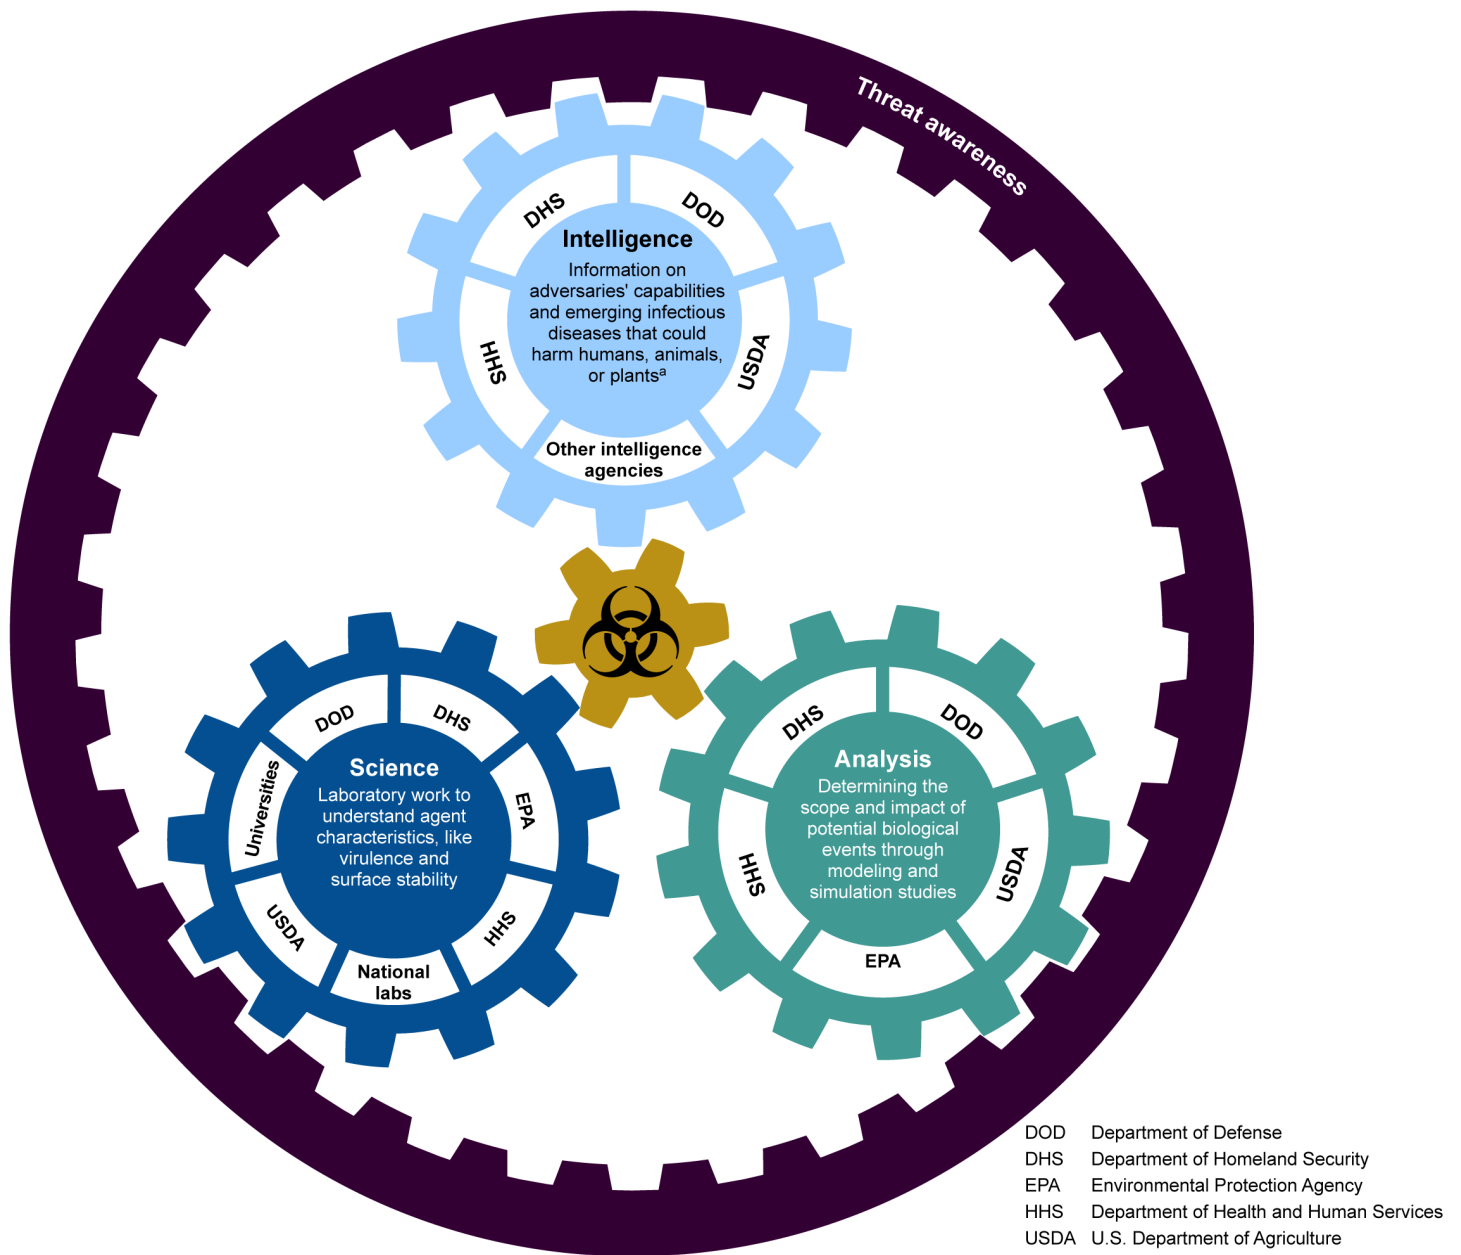 Threat awareness
DHS
DOD
Intelligence
Information on
adversaries' capabilities
and emerging infectious
diseases that could
harm humans, animals,
or plantsᵃ
HHS
USDA
Other intelligence
agencies
DOD
DHS
Universities
Science
Laboratory work to
understand agent
characteristics, like
virulence and
surface stability
EPA
USDA
HHS
National
labs
DHS
DOD
Analysis
Determining the
scope and impact of
potential biological
events through
modeling and
simulation studies
HHS
USDA
EPA
DOD Department of Defense
DHS Department of Homeland Security
EPA Environmental Protection Agency
HHS Department of Health and Human Services
USDA U.S. Department of Agriculture